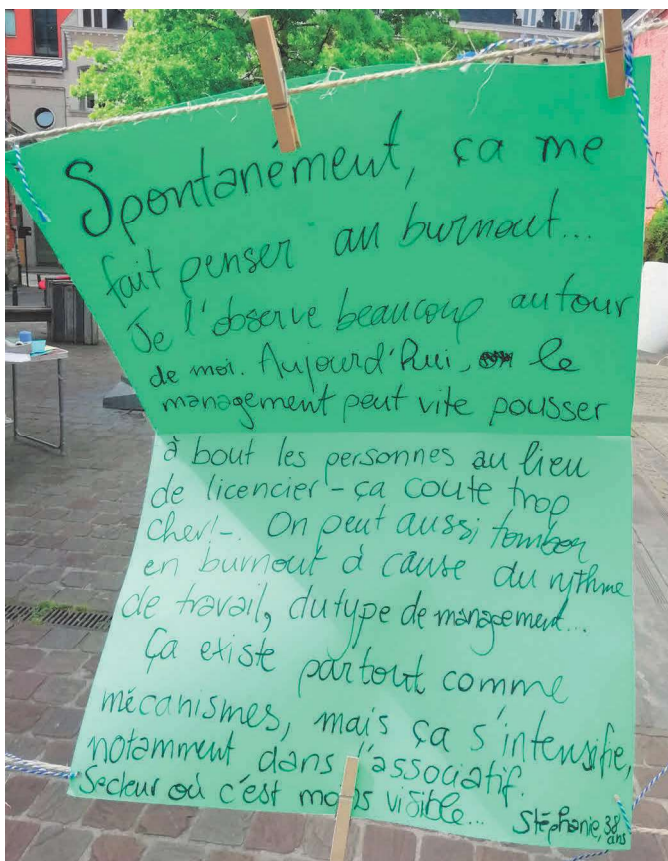 Spontanément, ça me
fait penser au burnout...
Je l'observe beaucoup autour
de moi. Aujourd'hui, le
management peut vite pousser
à bout les personnes au lieu
de licencier - ça coute trop
cher! -. On peut aussi tomber
en burnout à cause du rythme
de travail, du type de management...
Ça existe partout comme
mécanismes, mais ça s'intensifie,
notamment dans l'associatif.
Secteur où c'est moins visible...
Stéphanie, 38
ans